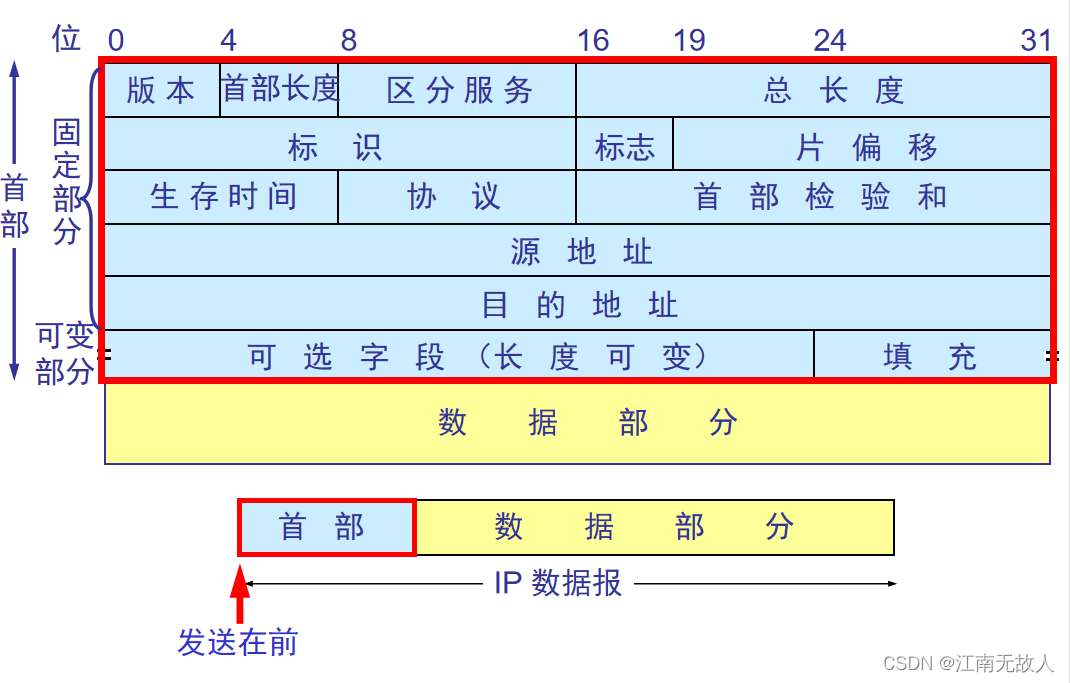 位 0 4 8 16 19 24 31
版本 首部长度 区分服务 总长度
标识 标志 片偏移
生存时间 协议 首部检验和
源地址
目的地址
可选字段（长度可变） 填充
首部
固定部分
可变部分
数据部分
首部 数据部分
IP 数据报
发送在前
CSDN @江南无故人